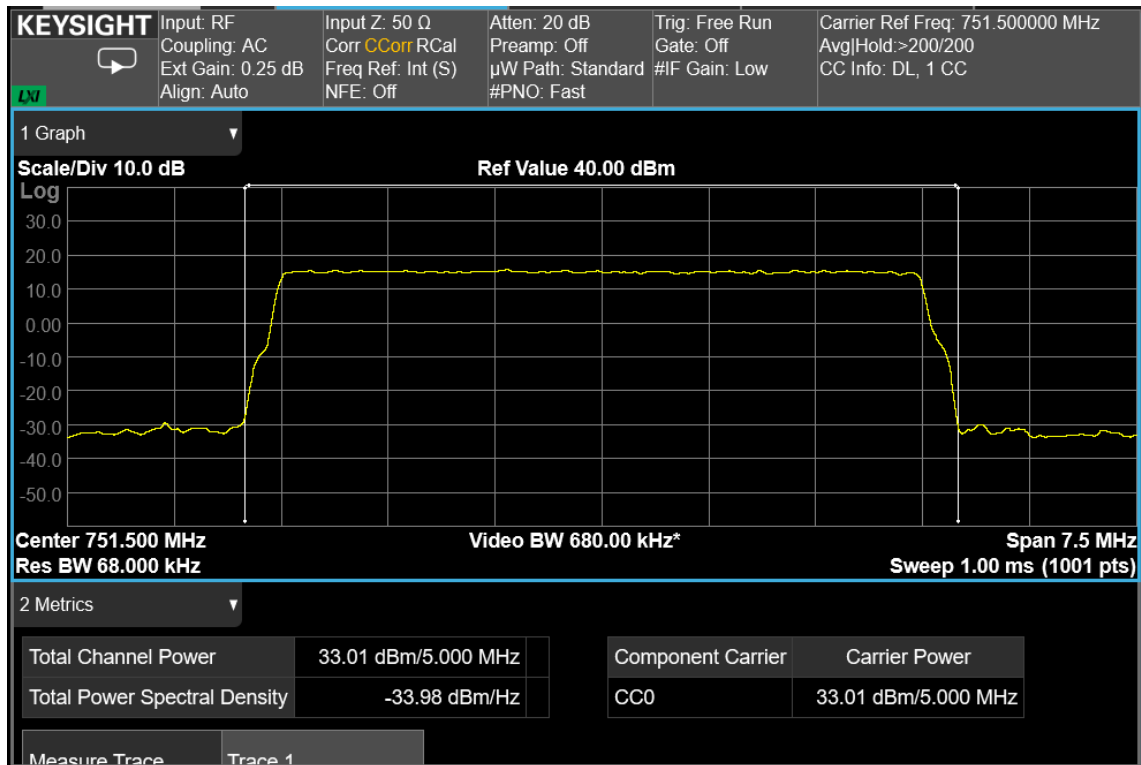 KEYSIGHT
LXI
Input: RF
Coupling: AC
Ext Gain: 0.25 dB
Align: Auto
Input Z: 50 Ω
Corr CCorr RCal
Freq Ref: Int (S)
NFE: Off
Atten: 20 dB
Preamp: Off
µW Path: Standard
#PNO: Fast
Trig: Free Run
Gate: Off
#IF Gain: Low
Carrier Ref Freq: 751.500000 MHz
Avg|Hold:>200/200
CC Info: DL, 1 CC
1 Graph
Scale/Div 10.0 dB
Ref Value 40.00 dBm
Log
30.0
20.0
10.0
0.00
-10.0
-20.0
-30.0
-40.0
-50.0
Center 751.500 MHz
Video BW 680.00 kHz*
Span 7.5 MHz
Res BW 68.000 kHz
Sweep 1.00 ms (1001 pts)
2 Metrics
Total Channel Power 33.01 dBm/5.000 MHz
Total Power Spectral Density -33.98 dBm/Hz
Component Carrier Carrier Power
CC0 33.01 dBm/5.000 MHz
Measure Trace Trace 1